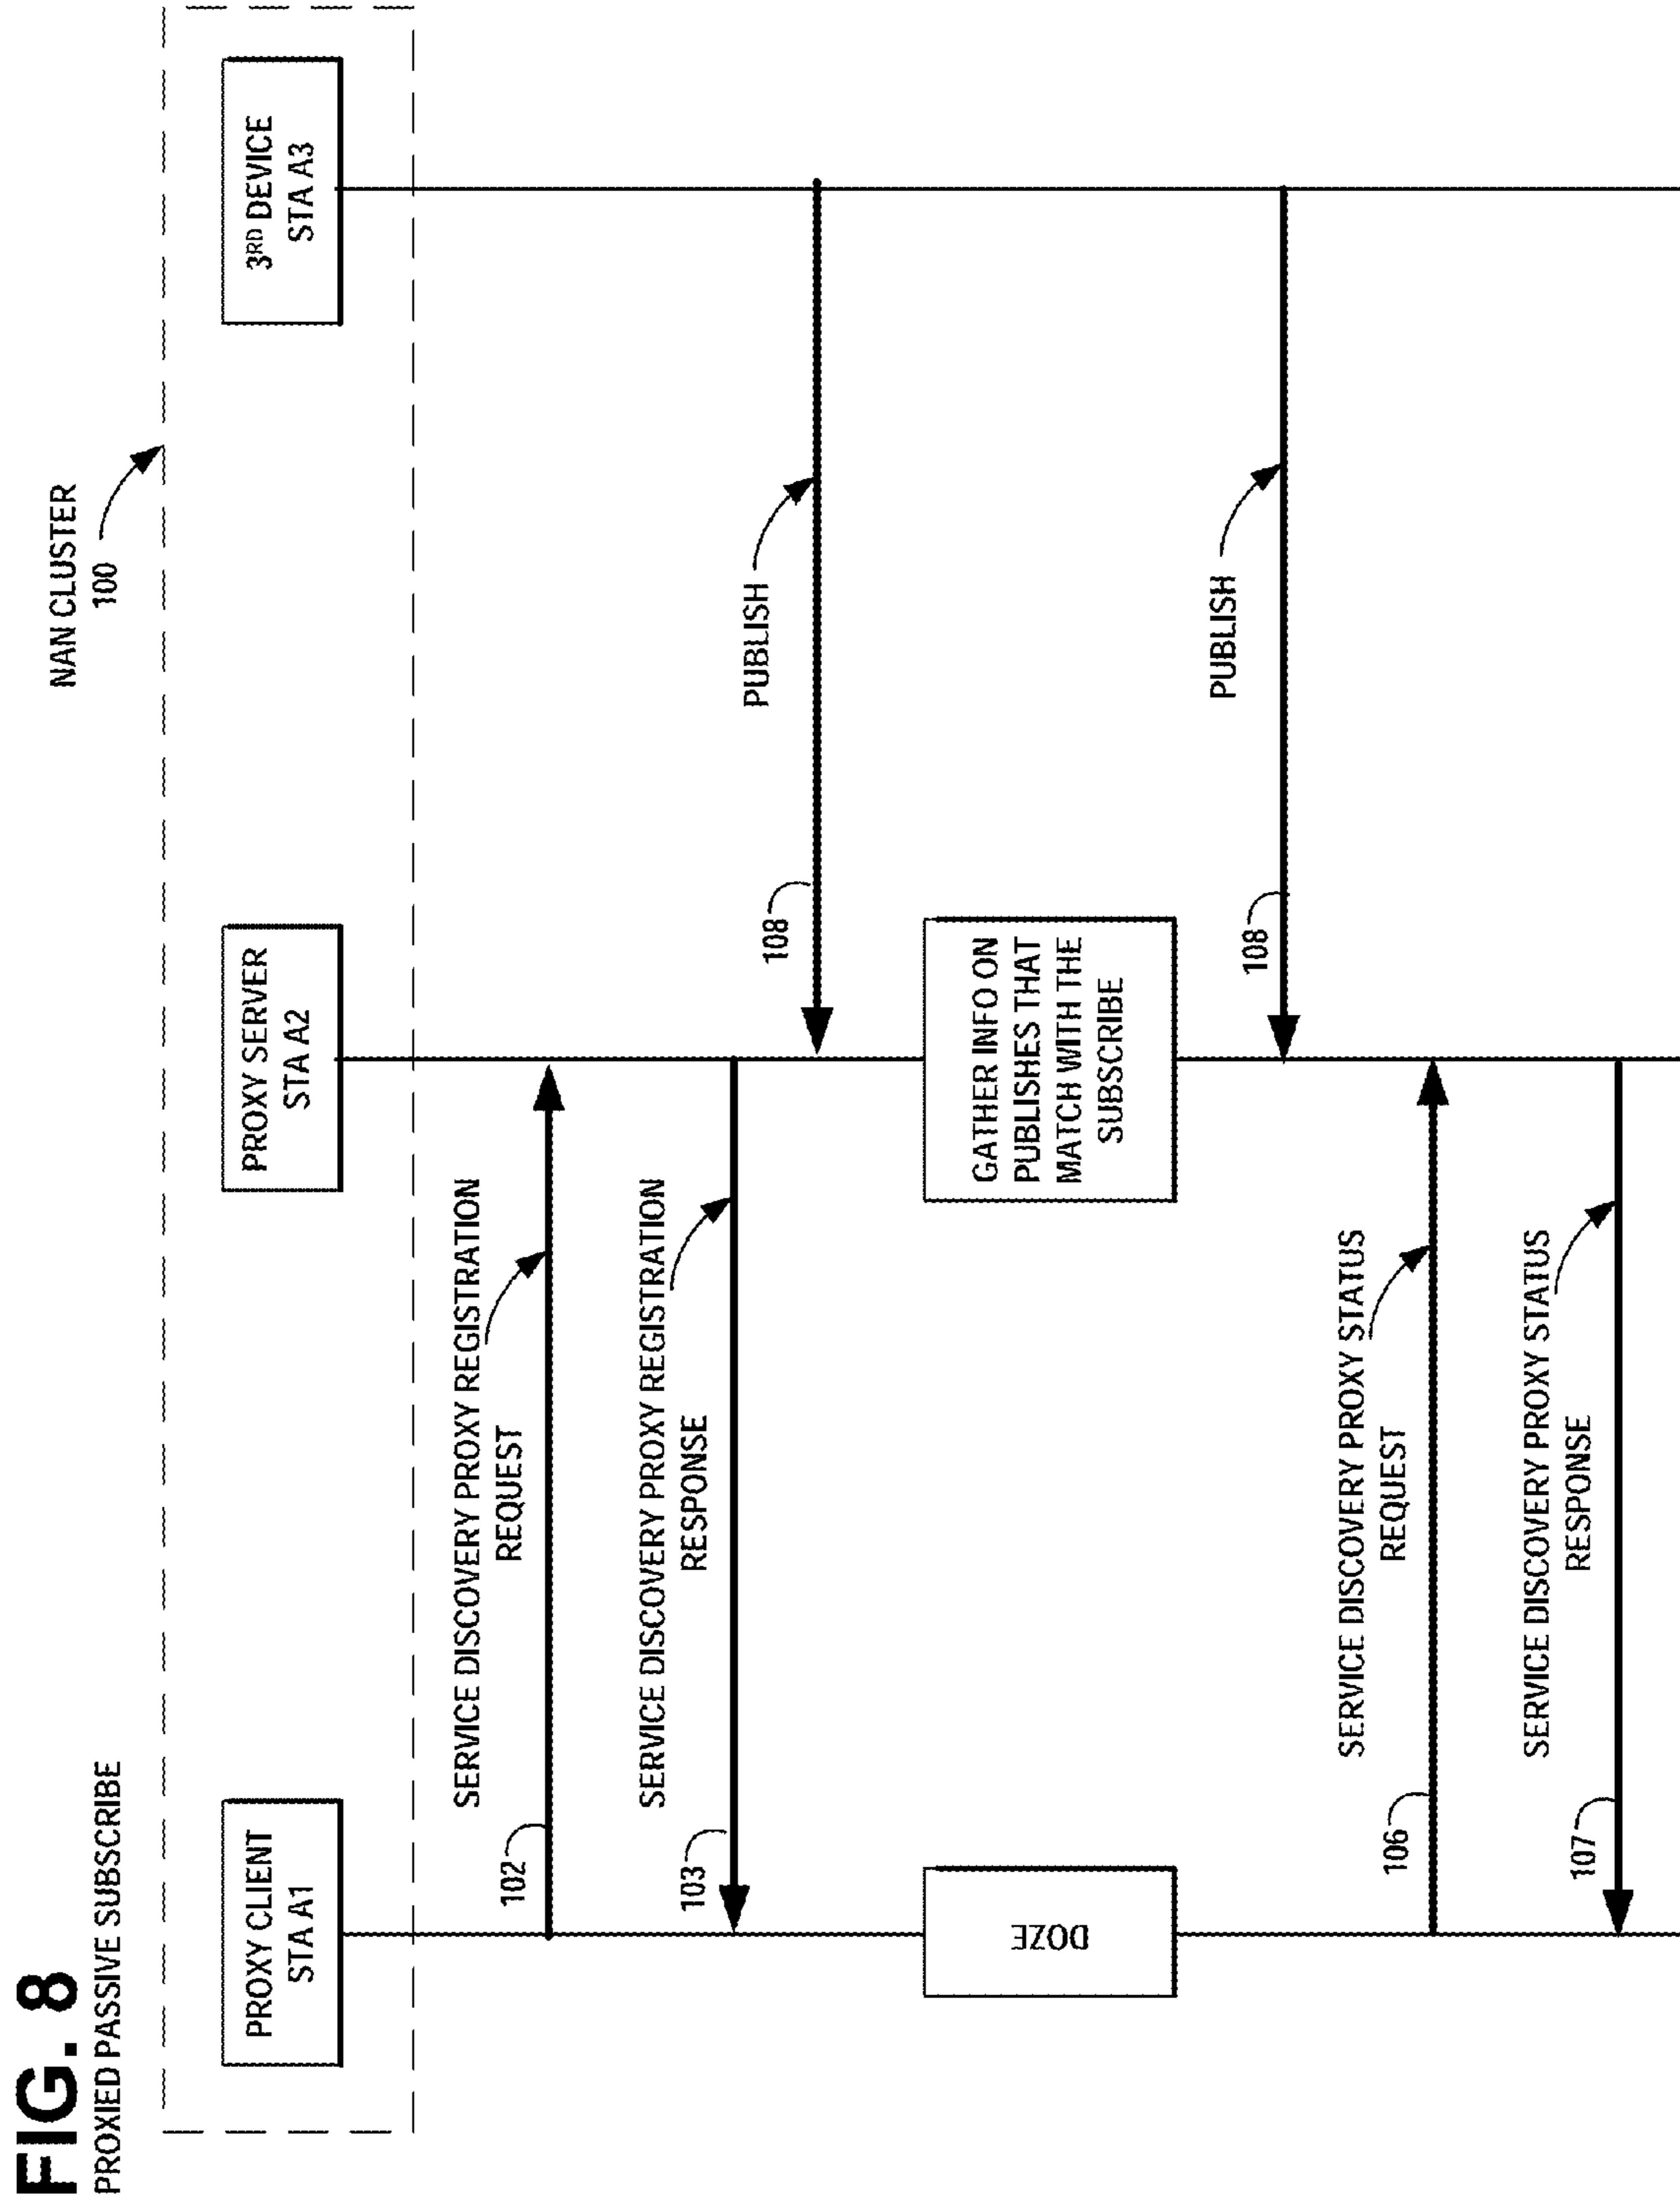 FIG. 8
PROXIED PASSIVE SUBSCRIBE
NAN CLUSTER
100
PROXY CLIENT
STA A1
PROXY SERVER
STA A2
3RD DEVICE
STA A3
SERVICE DISCOVERY PROXY REGISTRATION
REQUEST
102
SERVICE DISCOVERY PROXY REGISTRATION
RESPONSE
103
PUBLISH
108
DOZE
GATHER INFO ON
PUBLISHES THAT
MATCH WITH THE
SUBSCRIBE
PUBLISH
108
SERVICE DISCOVERY PROXY STATUS
REQUEST
106
SERVICE DISCOVERY PROXY STATUS
RESPONSE
107